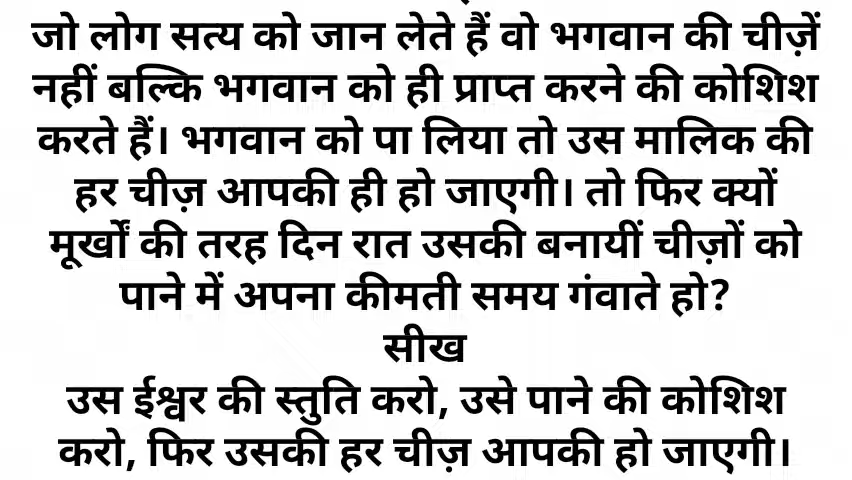 जो लोग सत्य को जान लेते हैं वो भगवान की चीज़ें
नहीं बल्कि भगवान को ही प्राप्त करने की कोशिश
करते हैं। भगवान को पा लिया तो उस मालिक की
हर चीज़ आपकी ही हो जाएगी। तो फिर क्यों
मूर्खों की तरह दिन रात उसकी बनायीं चीज़ों को
पाने में अपना कीमती समय गंवाते हो?
सीख
उस ईश्वर की स्तुति करो, उसे पाने की कोशिश
करो, फिर उसकी हर चीज़ आपकी हो जाएगी।